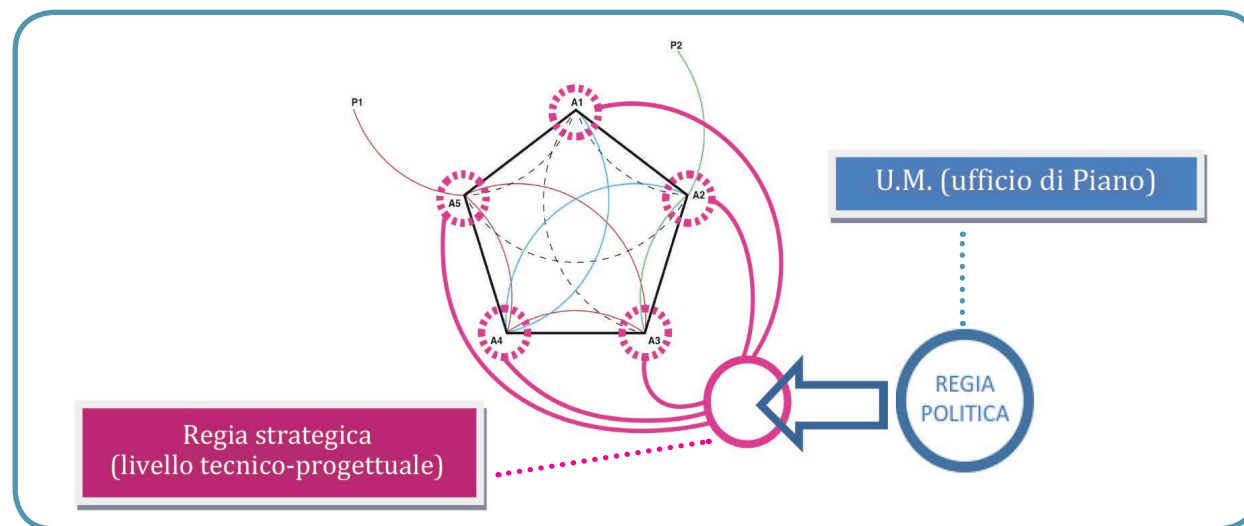 P2
P1
A1
A5
A2
A4
A3
U.M. (ufficio di Piano)
REGIA
POLITICA
Regia strategica
(livello tecnico-progettuale)